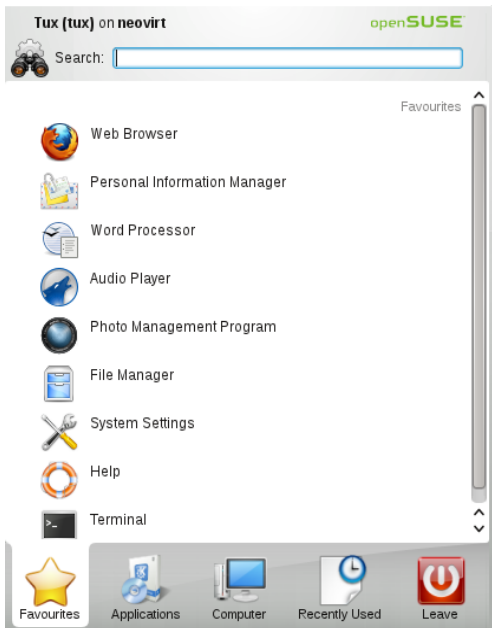 Tux (tux) on neovirt
openSUSE
Search:
Favourites
Web Browser
Personal Information Manager
Word Processor
Audio Player
Photo Management Program
File Manager
System Settings
Help
>_
Terminal
Favourites
Applications
Computer
Recently Used
Leave